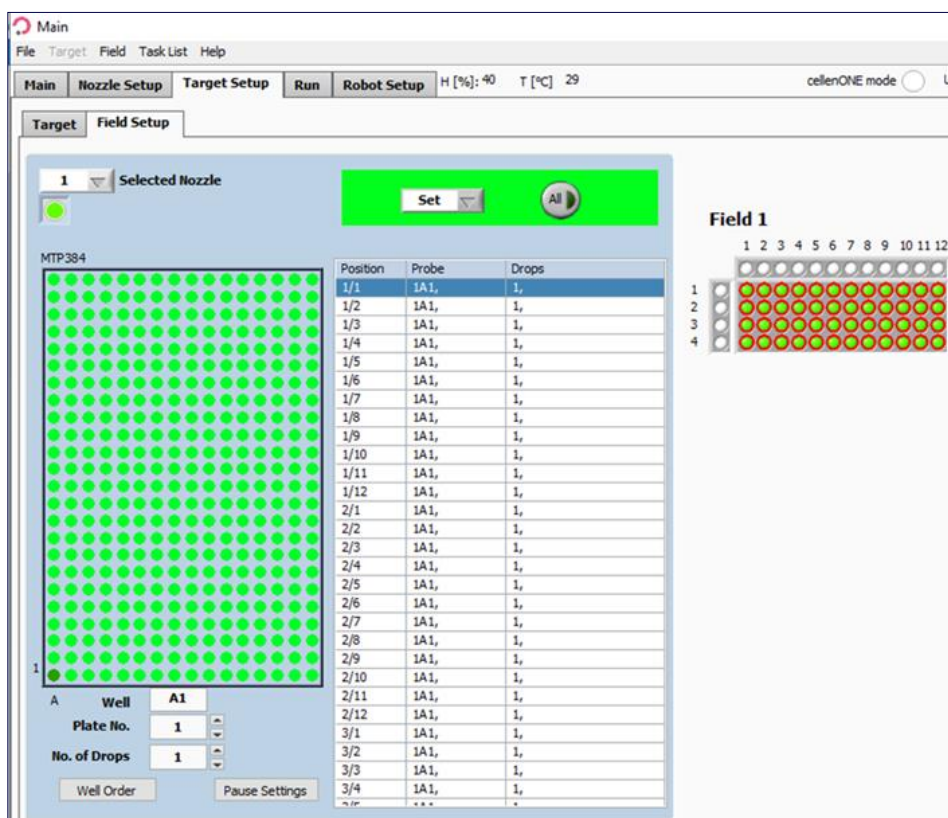 Main
File Target Field Task List Help
Main Nozzle Setup Target Setup Run Robot Setup H [%]: 40 T [ºC] 29 cellenONE mode
Target Field Setup
1 Selected Nozzle
Set All
Field 1
1 2 3 4 5 6 7 8 9 10 11 12
1
2
3
4
MTP384
1
A
Well A1
Plate No. 1
No. of Drops 1
Well Order Pause Settings
Position Probe Drops
1/1 1A1, 1,
1/2 1A1, 1,
1/3 1A1, 1,
1/4 1A1, 1,
1/5 1A1, 1,
1/6 1A1, 1,
1/7 1A1, 1,
1/8 1A1, 1,
1/9 1A1, 1,
1/10 1A1, 1,
1/11 1A1, 1,
1/12 1A1, 1,
2/1 1A1, 1,
2/2 1A1, 1,
2/3 1A1, 1,
2/4 1A1, 1,
2/5 1A1, 1,
2/6 1A1, 1,
2/7 1A1, 1,
2/8 1A1, 1,
2/9 1A1, 1,
2/10 1A1, 1,
2/11 1A1, 1,
2/12 1A1, 1,
3/1 1A1, 1,
3/2 1A1, 1,
3/3 1A1, 1,
3/4 1A1, 1,